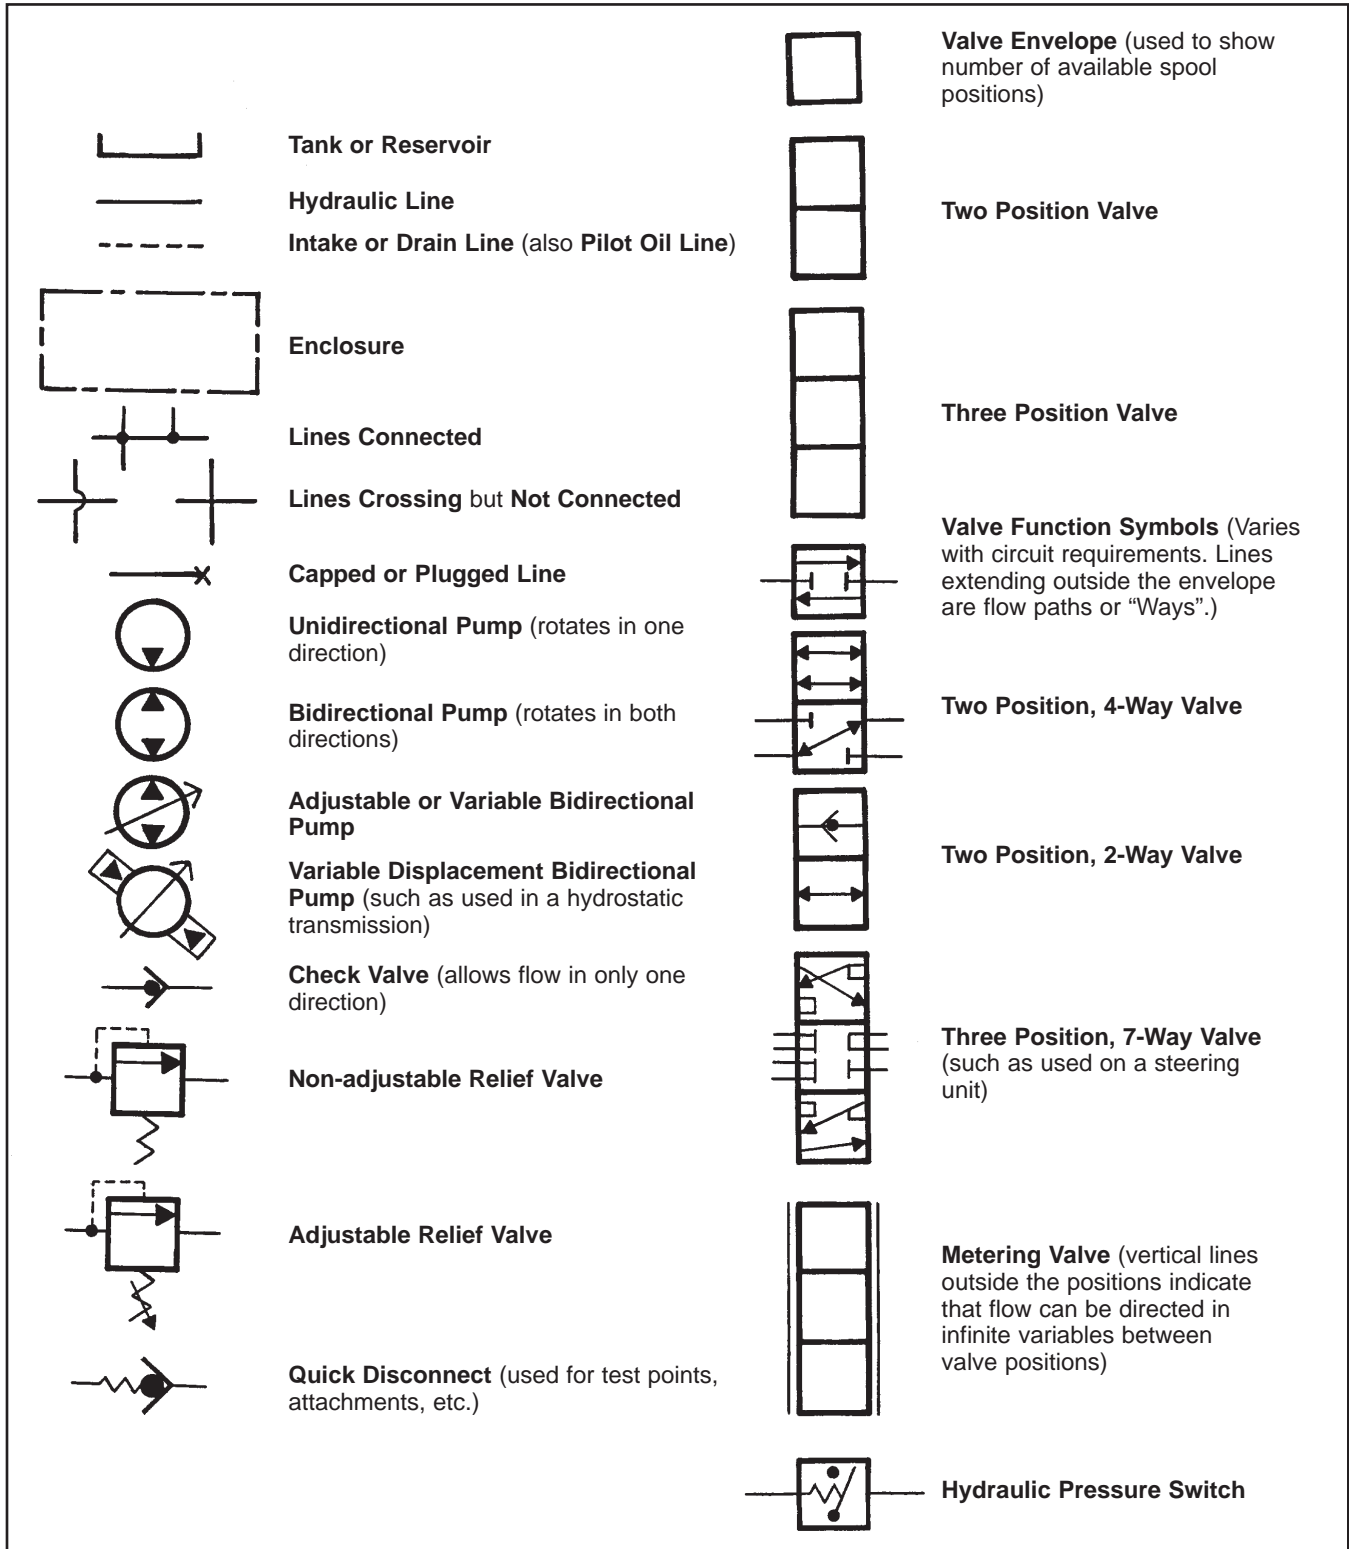 Tank or Reservoir
Hydraulic Line
Intake or Drain Line (also Pilot Oil Line)
Enclosure
Lines Connected
Lines Crossing but Not Connected
Capped or Plugged Line
Unidirectional Pump (rotates in one
direction)
Bidirectional Pump (rotates in both
directions)
Adjustable or Variable Bidirectional
Pump
Variable Displacement Bidirectional
Pump (such as used in a hydrostatic
transmission)
Check Valve (allows flow in only one
direction)
Non-adjustable Relief Valve
Adjustable Relief Valve
Quick Disconnect (used for test points,
attachments, etc.)
Valve Envelope (used to show
number of available spool
positions)
Two Position Valve
Three Position Valve
Valve Function Symbols (Varies
with circuit requirements. Lines
extending outside the envelope
are flow paths or “Ways”.)
Two Position, 4-Way Valve
Two Position, 2-Way Valve
Three Position, 7-Way Valve
(such as used on a steering
unit)
Metering Valve (vertical lines
outside the positions indicate
that flow can be directed in
infinite variables between
valve positions)
Hydraulic Pressure Switch